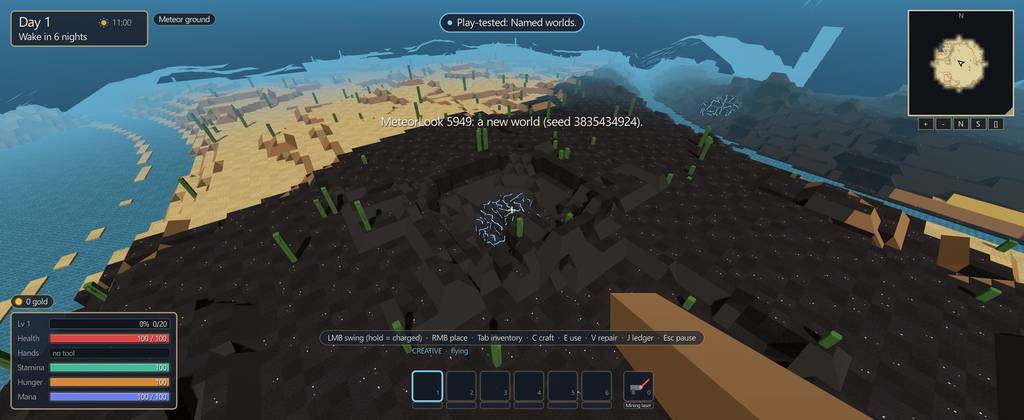 Day 1
11:00
Wake in 6 nights
Meteor ground
Play-tested: Named worlds.
N
+ - N S []
MeteorLook 5949: a new world (seed 3835434924).
0 gold
Lv 1 0% 0/20
Health 100 / 100
Hands no tool
Stamina 100
Hunger 100
Mana 100 / 100
LMB swing (hold = charged) · RMB place · Tab inventory · C craft · E use · V repair · J ledger · Esc pause
CREATIVE · flying
1 2 3 4 5 6 0
Mining laser